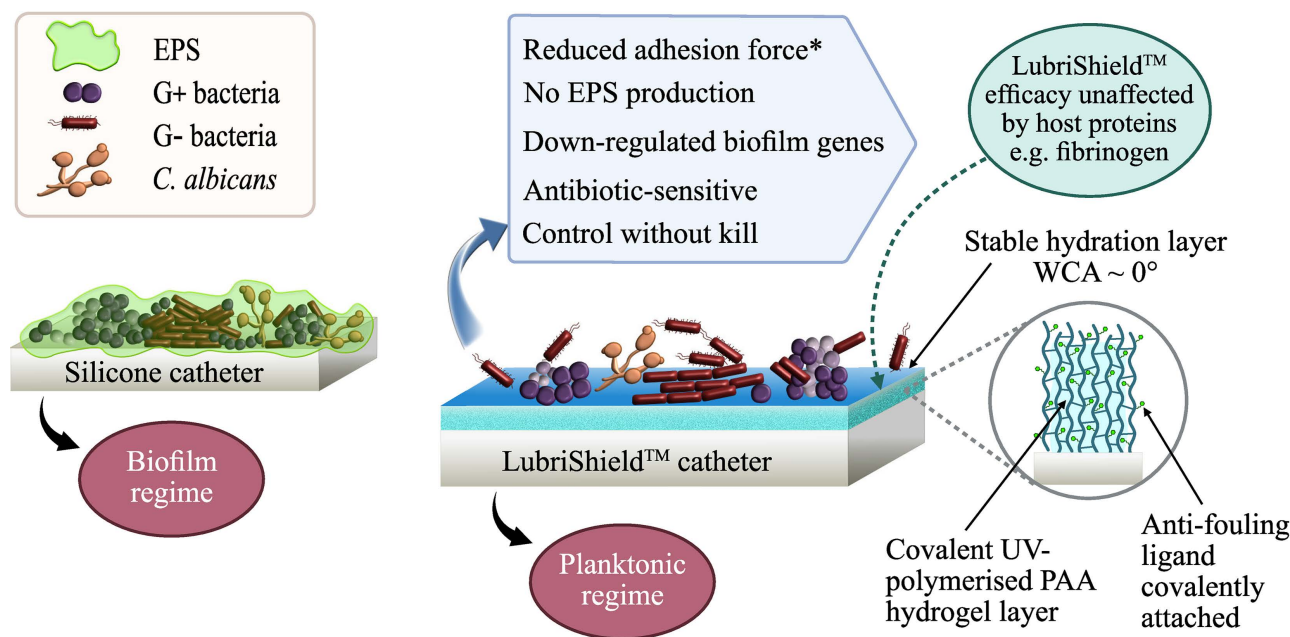 EPS
G+ bacteria
G- bacteria
C. albicans
Silicone catheter
Biofilm
regime
Reduced adhesion force*
No EPS production
Down-regulated biofilm genes
Antibiotic-sensitive
Control without kill
LubriShield™
efficacy unaffected
by host proteins
e.g. fibrinogen
Stable hydration layer
WCA ~ 0°
LubriShield™ catheter
Planktonic
regime
Covalent UV-
polymerised PAA
hydrogel layer
Anti-fouling
ligand
covalently
attached